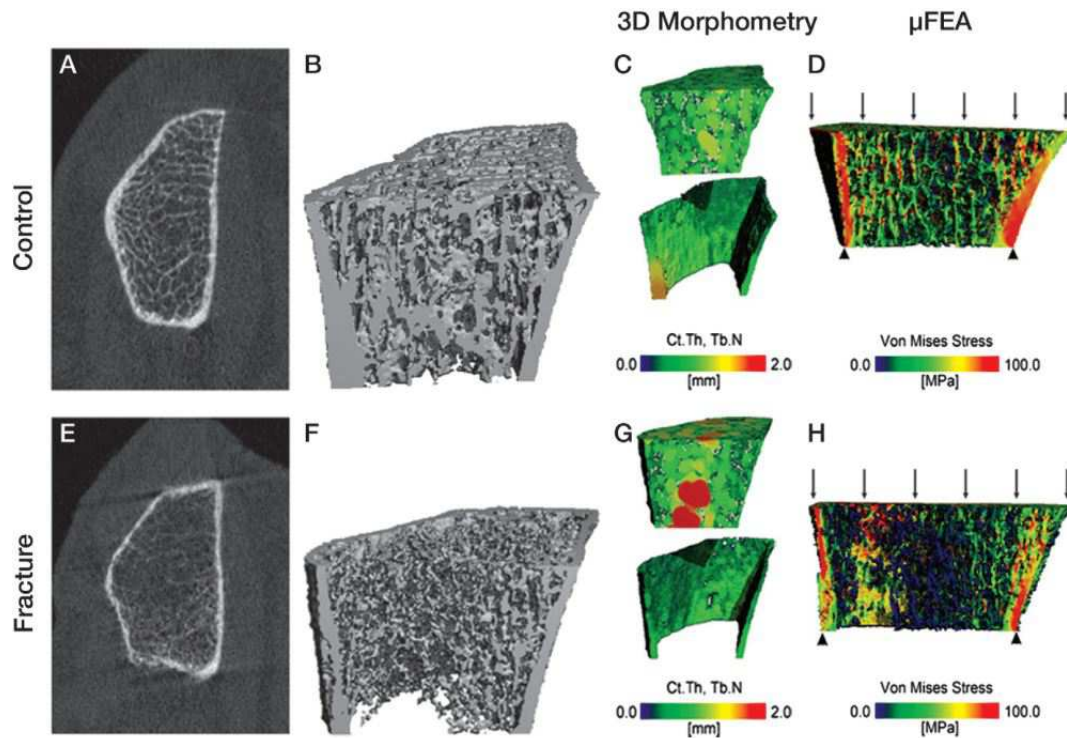 3D Morphometry
µFEA
Control
A
B
C
D
Ct.Th, Tb.N
0.0
2.0
[mm]
Von Mises Stress
0.0
100.0
[MPa]
Fracture
E
F
G
H
Ct.Th, Tb.N
0.0
2.0
[mm]
Von Mises Stress
0.0
100.0
[MPa]